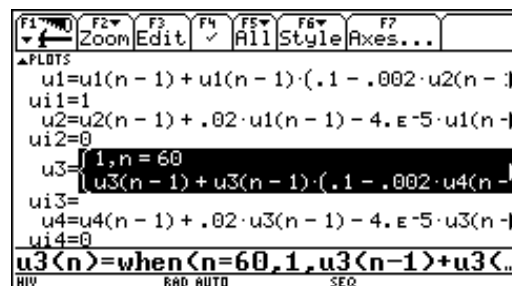 F1 F2 F3 F4 F5 F6 F7
Zoom Edit ✓ All Style Axes...
▲PLOTS
u1=u1(n - 1) + u1(n - 1)·(.1 - .002·u2(n - 1
ui1=1
u2=u2(n - 1) + .02·u1(n - 1) - 4.ᴇ-5·u1(n -
ui2=0
u3={1,n = 60
u3(n - 1) + u3(n - 1)·(.1 - .002·u4(n -
ui3=
u4=u4(n - 1) + .02·u3(n - 1) - 4.ᴇ-5·u3(n -
ui4=0
u3(n)=when(n=60,1,u3(n-1)+u3(…
RAD AUTO SEQ